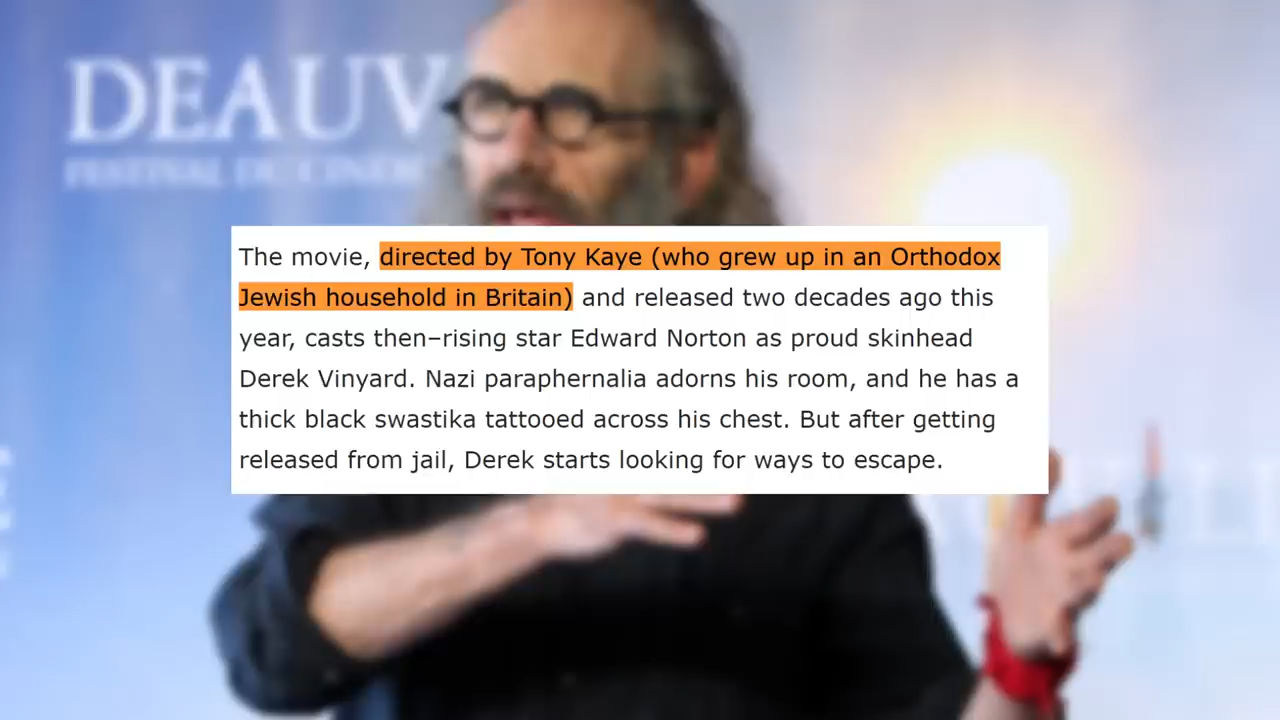 DEAUV
FESTIVAL DU CINÉM
The movie, directed by Tony Kaye (who grew up in an Orthodox
Jewish household in Britain) and released two decades ago this
year, casts then–rising star Edward Norton as proud skinhead
Derek Vinyard. Nazi paraphernalia adorns his room, and he has a
thick black swastika tattooed across his chest. But after getting
released from jail, Derek starts looking for ways to escape.